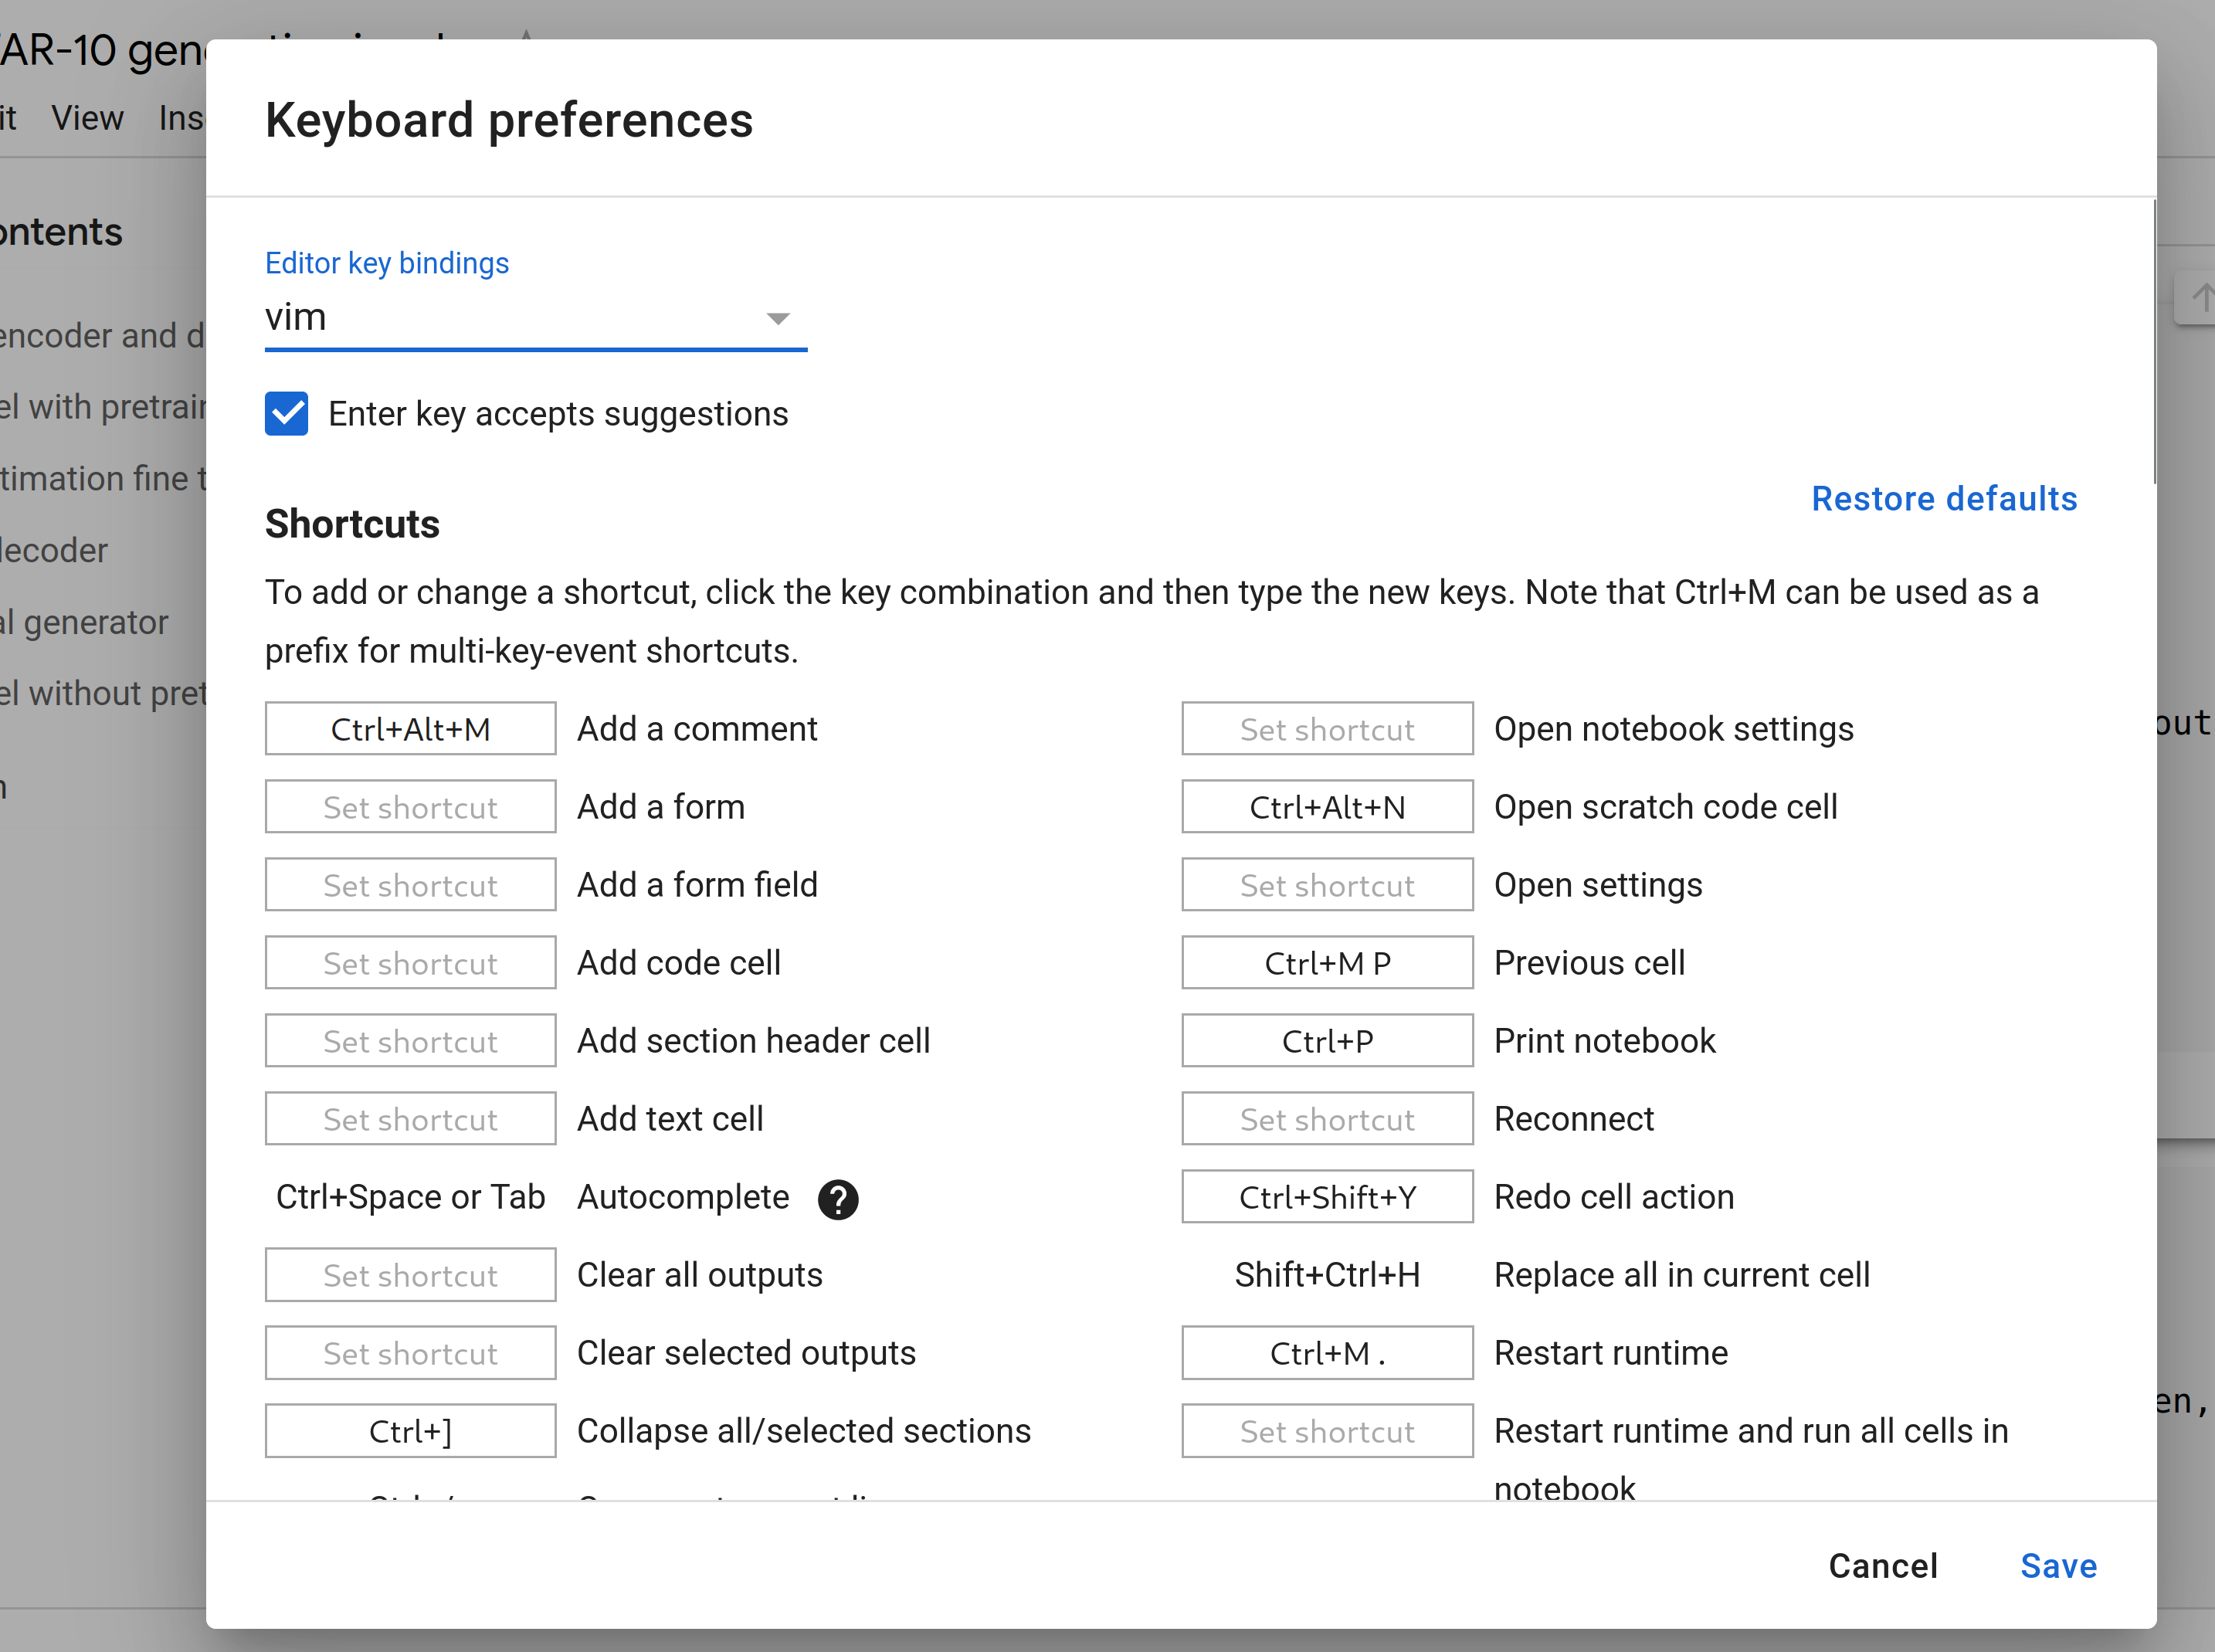 AR-10 gen
it View Ins
ontents
encoder and d
el with pretrain
timation fine t
decoder
al generator
el without pret
n
Keyboard preferences
Editor key bindings
vim
Enter key accepts suggestions
Restore defaults
Shortcuts
To add or change a shortcut, click the key combination and then type the new keys. Note that Ctrl+M can be used as a
prefix for multi-key-event shortcuts.
Ctrl+Alt+M Add a comment
Set shortcut Add a form
Set shortcut Add a form field
Set shortcut Add code cell
Set shortcut Add section header cell
Set shortcut Add text cell
Ctrl+Space or Tab Autocomplete ?
Set shortcut Clear all outputs
Set shortcut Clear selected outputs
Ctrl+] Collapse all/selected sections
Set shortcut Open notebook settings
Ctrl+Alt+N Open scratch code cell
Set shortcut Open settings
Ctrl+M P Previous cell
Ctrl+P Print notebook
Set shortcut Reconnect
Ctrl+Shift+Y Redo cell action
Shift+Ctrl+H Replace all in current cell
Ctrl+M . Restart runtime
Set shortcut Restart runtime and run all cells in
notebook
Cancel Save
out
en,